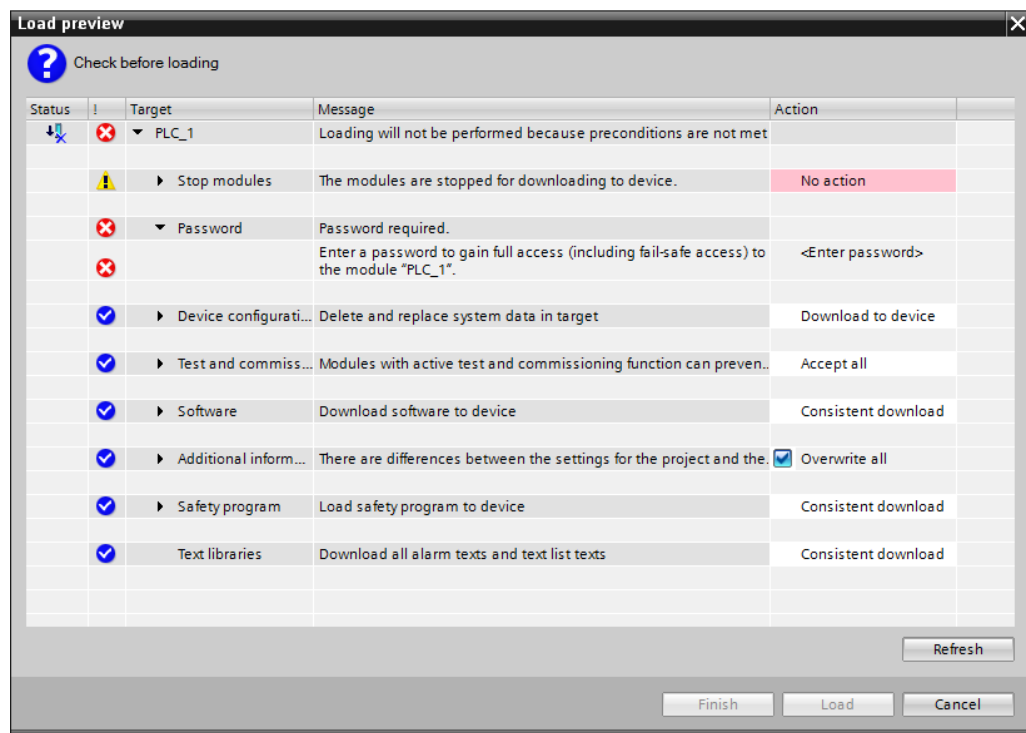 Load preview
Check before loading
Status ! Target Message Action
PLC_1 Loading will not be performed because preconditions are not met
Stop modules The modules are stopped for downloading to device. No action
Password Password required.
Enter a password to gain full access (including fail-safe access) to
the module "PLC_1". <Enter password>
Device configurati... Delete and replace system data in target Download to device
Test and commiss... Modules with active test and commissioning function can preven.. Accept all
Software Download software to device Consistent download
Additional inform... There are differences between the settings for the project and the. Overwrite all
Safety program Load safety program to device Consistent download
Text libraries Download all alarm texts and text list texts Consistent download
Refresh
Finish Load Cancel